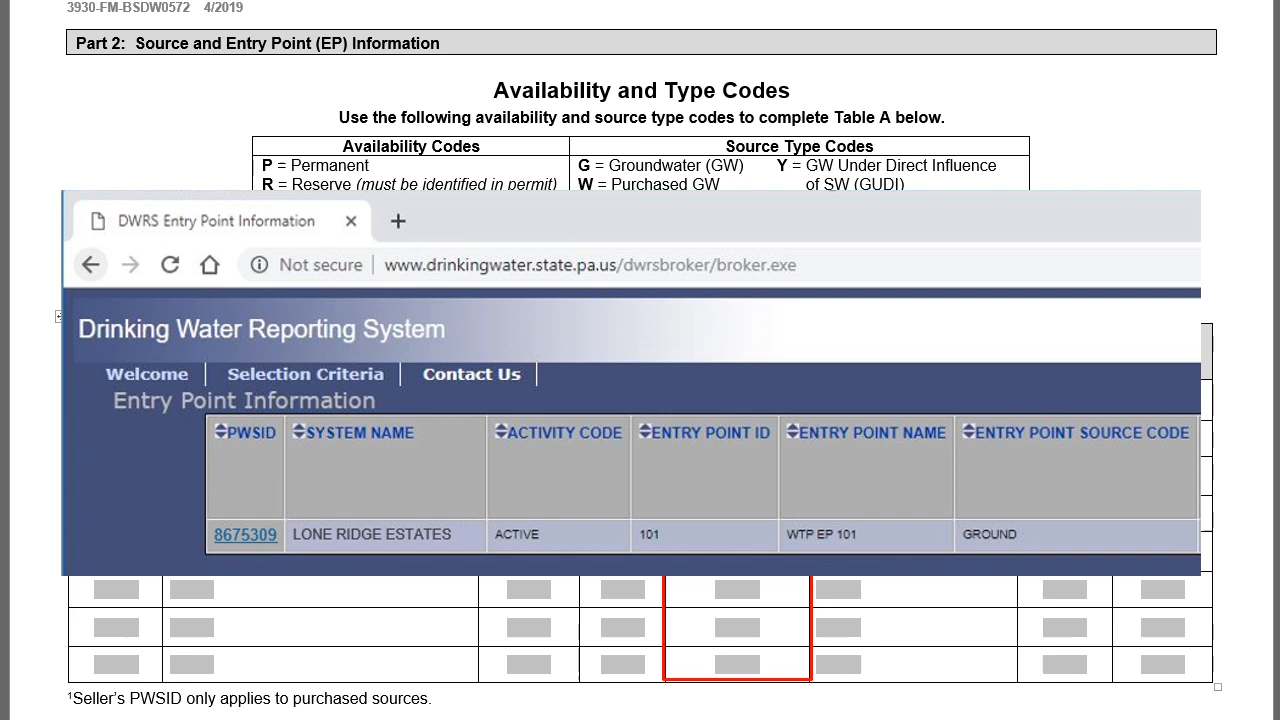 3930-FM-BSDW0572 4/2019
Part 2: Source and Entry Point (EP) Information
Availability and Type Codes
Use the following availability and source type codes to complete Table A below.
Availability Codes Source Type Codes
P = Permanent G = Groundwater (GW) Y = GW Under Direct Influence
R = Reserve (must be identified in permit) W = Purchased GW of SW (GUDI)
DWRS Entry Point Information
Not secure | www.drinkingwater.state.pa.us/dwrsbroker/broker.exe
Drinking Water Reporting System
Welcome Selection Criteria Contact Us
Entry Point Information
PWSID SYSTEM NAME ACTIVITY CODE ENTRY POINT ID ENTRY POINT NAME ENTRY POINT SOURCE CODE
8675309 LONE RIDGE ESTATES ACTIVE 101 WTP EP 101 GROUND
¹Seller's PWSID only applies to purchased sources.